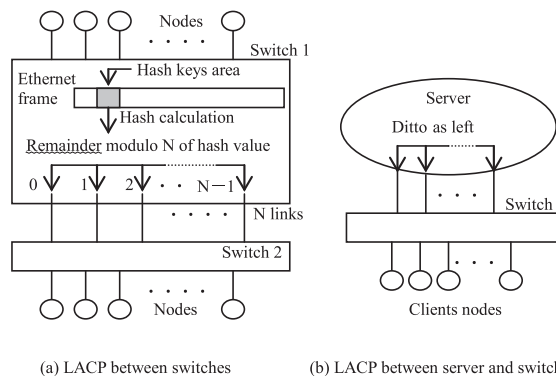 Nodes
Switch 1
Hash keys area
Ethernet
frame
Hash calculation
Remainder modulo N of hash value
0 1 2 N−1
N links
Switch 2
Nodes
(a) LACP between switches
Server
Ditto as left
Switch
Clients nodes
(b) LACP between server and switch